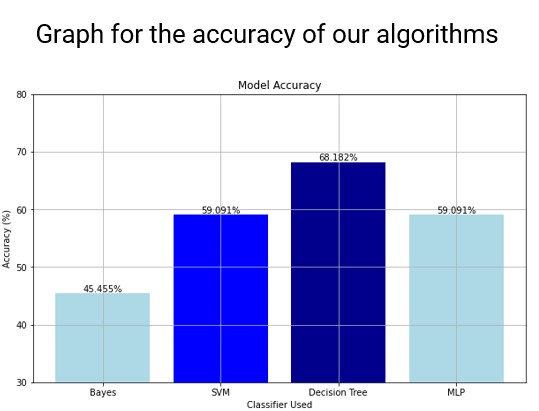 Graph for the accuracy of our algorithms
Model Accuracy
80
70
60
50
40
30
Accuracy (%)
45.455%
59.091%
68.182%
59.091%
Bayes
SVM
Decision Tree
MLP
Classifier Used